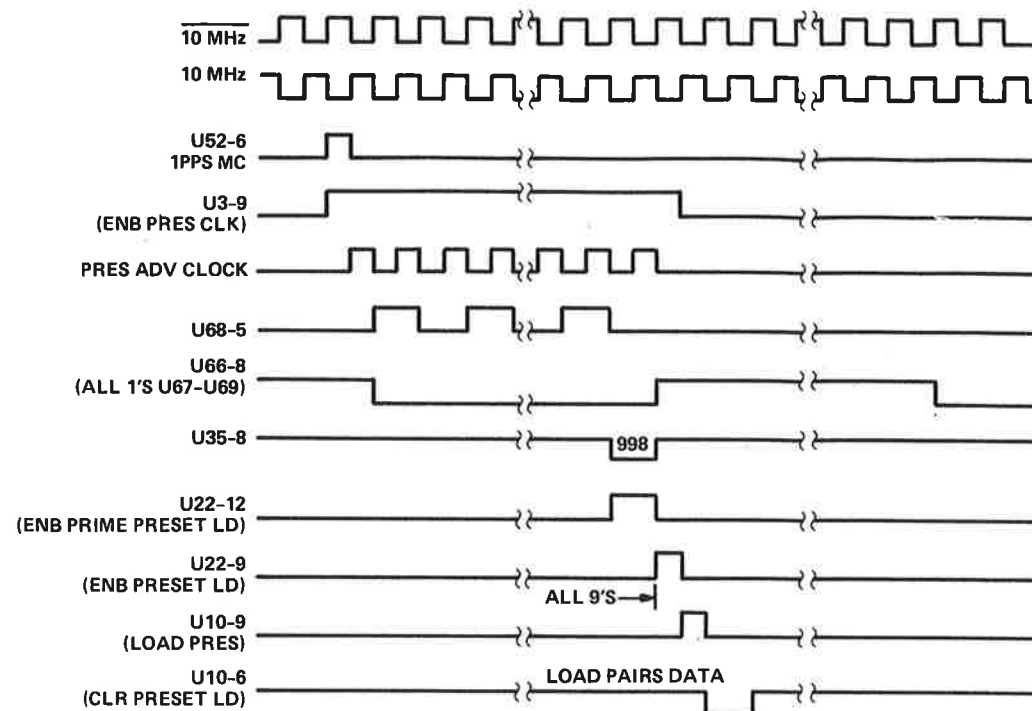 10 MHz
10 MHz
U52-6
1PPS MC
U3-9
(ENB PRES CLK)
PRES ADV CLOCK
U68-5
U66-8
(ALL 1'S U67-U69)
U35-8
998
U22-12
(ENB PRIME PRESET LD)
U22-9
(ENB PRESET LD)
ALL 9'S
U10-9
(LOAD PRES)
U10-6
(CLR PRESET LD)
LOAD PAIRS DATA